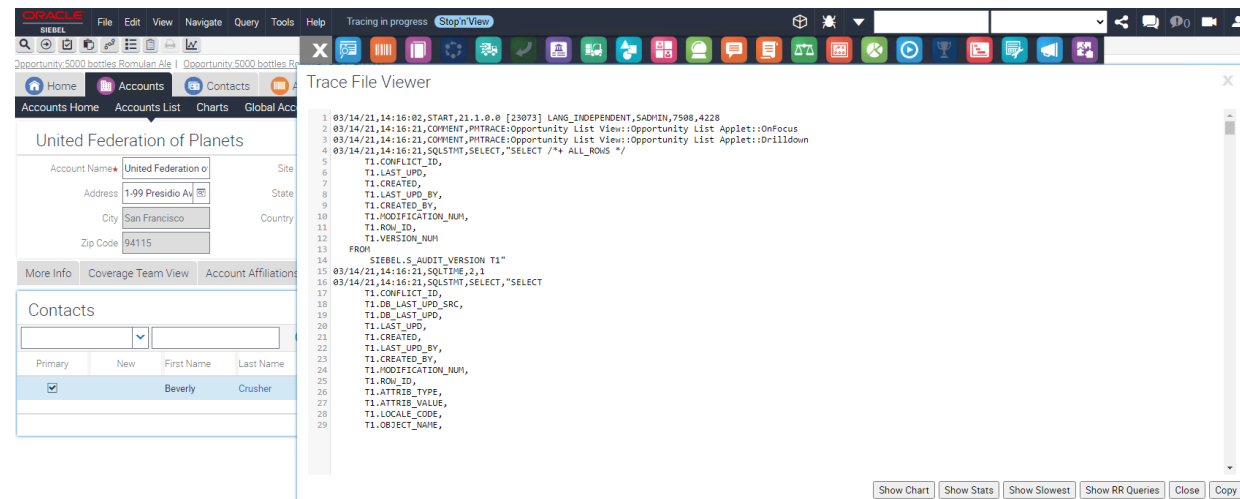 ORACLE
SIEBEL
File Edit View Navigate Query Tools Help Tracing in progress Stop'n'View
0
Opportunity:5000 bottles Romulan Ale | Opportunity:5000 bottles Ro
X
Home Accounts Contacts A
Accounts Home Accounts List Charts Global Acc
United Federation of Planets
Account Name★ United Federation o Site
Address 1-99 Presidio Av State
City San Francisco Country
Zip Code 94115
More Info Coverage Team View Account Affiliations
Contacts
Primary New First Name Last Name
Beverly Crusher
Trace File Viewer X
1 03/14/21,14:16:02,START,21.1.0.0 [23073] LANG_INDEPENDENT,SADMIN,7508,4228
2 03/14/21,14:16:21,COMMENT,PMTRACE:Opportunity List View::Opportunity List Applet::OnFocus
3 03/14/21,14:16:21,COMMENT,PMTRACE:Opportunity List View::Opportunity List Applet::Drilldown
4 03/14/21,14:16:21,SQLSTMT,SELECT,"SELECT /*+ ALL_ROWS */
5 T1.CONFLICT_ID,
6 T1.LAST_UPD,
7 T1.CREATED,
8 T1.LAST_UPD_BY,
9 T1.CREATED_BY,
10 T1.MODIFICATION_NUM,
11 T1.ROW_ID,
12 T1.VERSION_NUM
13 FROM
14 SIEBEL.S_AUDIT_VERSION T1"
15 03/14/21,14:16:21,SQLTIME,2,1
16 03/14/21,14:16:21,SQLSTMT,SELECT,"SELECT
17 T1.CONFLICT_ID,
18 T1.DB_LAST_UPD_SRC,
19 T1.DB_LAST_UPD,
20 T1.LAST_UPD,
21 T1.CREATED,
22 T1.LAST_UPD_BY,
23 T1.CREATED_BY,
24 T1.MODIFICATION_NUM,
25 T1.ROW_ID,
26 T1.ATTRIB_TYPE,
27 T1.ATTRIB_VALUE,
28 T1.LOCALE_CODE,
29 T1.OBJECT_NAME,
Show Chart Show Stats Show Slowest Show RR Queries Close Copy